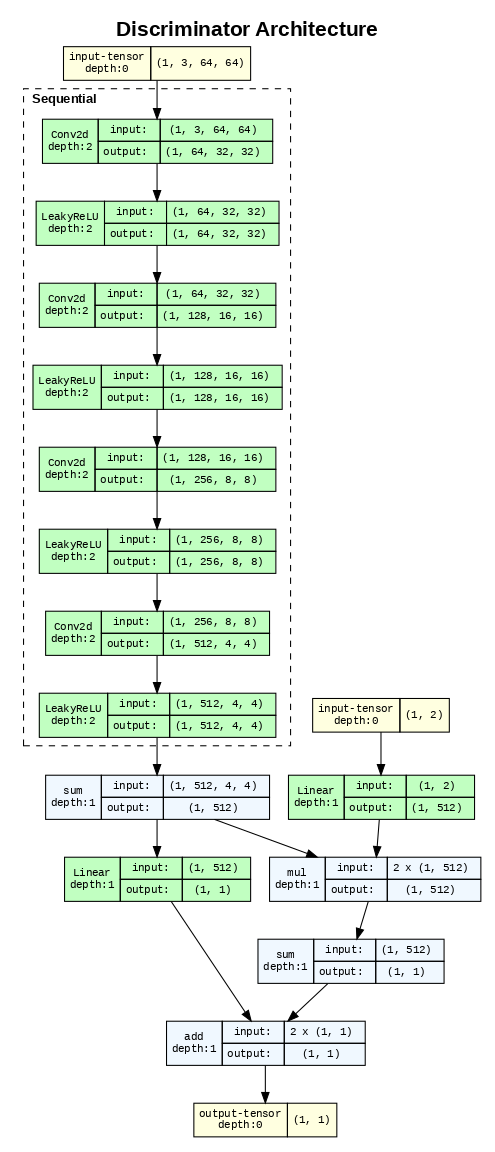 Discriminator Architecture
input-tensor
depth:0
(1, 3, 64, 64)
Sequential
Conv2d
depth:2
input:
(1, 3, 64, 64)
output:
(1, 64, 32, 32)
LeakyReLU
depth:2
input:
(1, 64, 32, 32)
output:
(1, 64, 32, 32)
Conv2d
depth:2
input:
(1, 64, 32, 32)
output:
(1, 128, 16, 16)
LeakyReLU
depth:2
input:
(1, 128, 16, 16)
output:
(1, 128, 16, 16)
Conv2d
depth:2
input:
(1, 128, 16, 16)
output:
(1, 256, 8, 8)
LeakyReLU
depth:2
input:
(1, 256, 8, 8)
output:
(1, 256, 8, 8)
Conv2d
depth:2
input:
(1, 256, 8, 8)
output:
(1, 512, 4, 4)
LeakyReLU
depth:2
input:
(1, 512, 4, 4)
output:
(1, 512, 4, 4)
input-tensor
depth:0
(1, 2)
sum
depth:1
input:
(1, 512, 4, 4)
output:
(1, 512)
Linear
depth:1
input:
(1, 2)
output:
(1, 512)
Linear
depth:1
input:
(1, 512)
output:
(1, 1)
mul
depth:1
input:
2 x (1, 512)
output:
(1, 512)
sum
depth:1
input:
(1, 512)
output:
(1, 1)
add
depth:1
input:
2 x (1, 1)
output:
(1, 1)
output-tensor
depth:0
(1, 1)